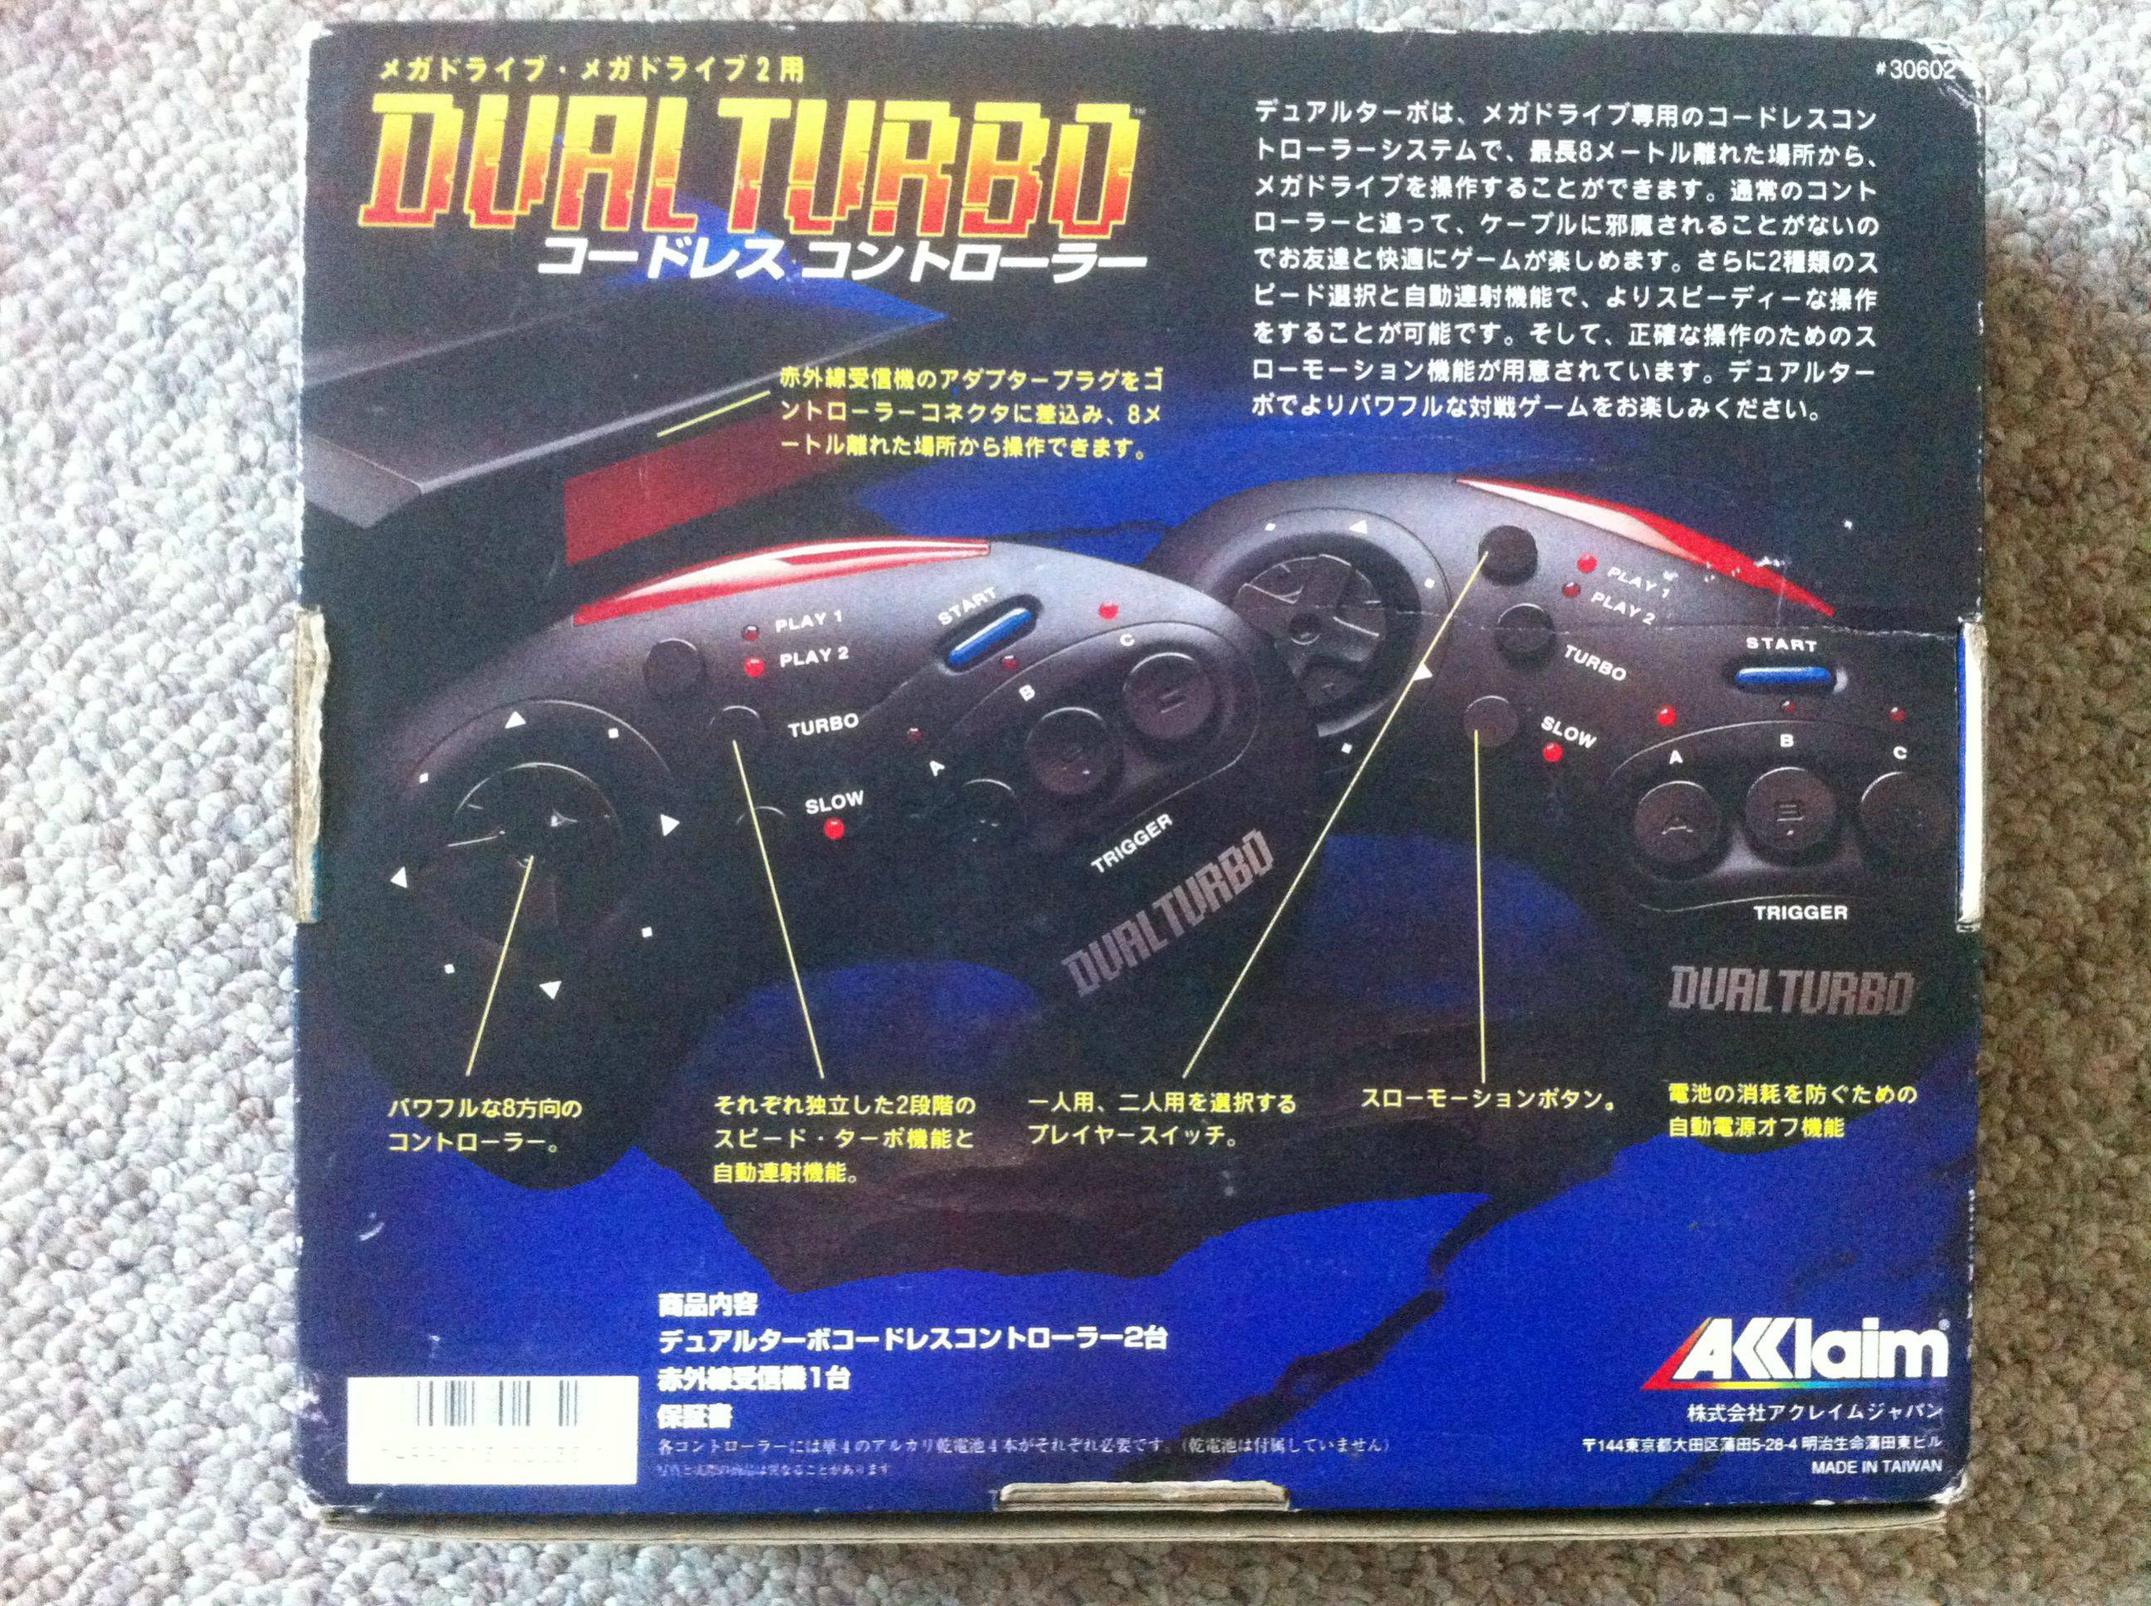 メガドライブ・メガドライブ2用
#30602
DUAL TURBO™
コードレス コントローラー
デュアルターボは、メガドライブ専用のコードレスコン
トローラーシステムで、最長8メートル離れた場所から、
メガドライブを操作することができます。通常のコント
ローラーと違って、ケーブルに邪魔されることがないの
でお友達と快適にゲームが楽しめます。さらに2種類のス
ピード選択と自動連射機能で、よりスピーディーな操作
をすることが可能です。そして、正確な操作のためのス
ローモーション機能が用意されています。デュアルター
ボでよりパワフルな対戦ゲームをお楽しみください。
赤外線受信機のアダプタープラグをコ
ントローラーコネクタに差込み、8メ
ートル離れた場所から操作できます。
PLAY 1
PLAY 2
TURBO
SLOW
START
A
B
C
TRIGGER
DUAL TURBO
PLAY 1
PLAY 2
TURBO
SLOW
START
A
B
C
A
B
TRIGGER
DUAL TURBO
パワフルな8方向の
コントローラー。
それぞれ独立した2段階の
スピード・ターボ機能と
自動連射機能。
一人用、二人用を選択する
プレイヤースイッチ。
スローモーションボタン。
電池の消耗を防ぐための
自動電源オフ機能
商品内容
デュアルターボコードレスコントローラー2台
赤外線受信機1台
保証書
各コントローラーには単4のアルカリ乾電池4本がそれぞれ必要です。(乾電池は付属していません)
写真と実際の商品は異なることがあります
AKKlaim®
株式会社アクレイムジャパン
〒144東京都大田区蒲田5-28-4 明治生命蒲田東ビル
MADE IN TAIWAN